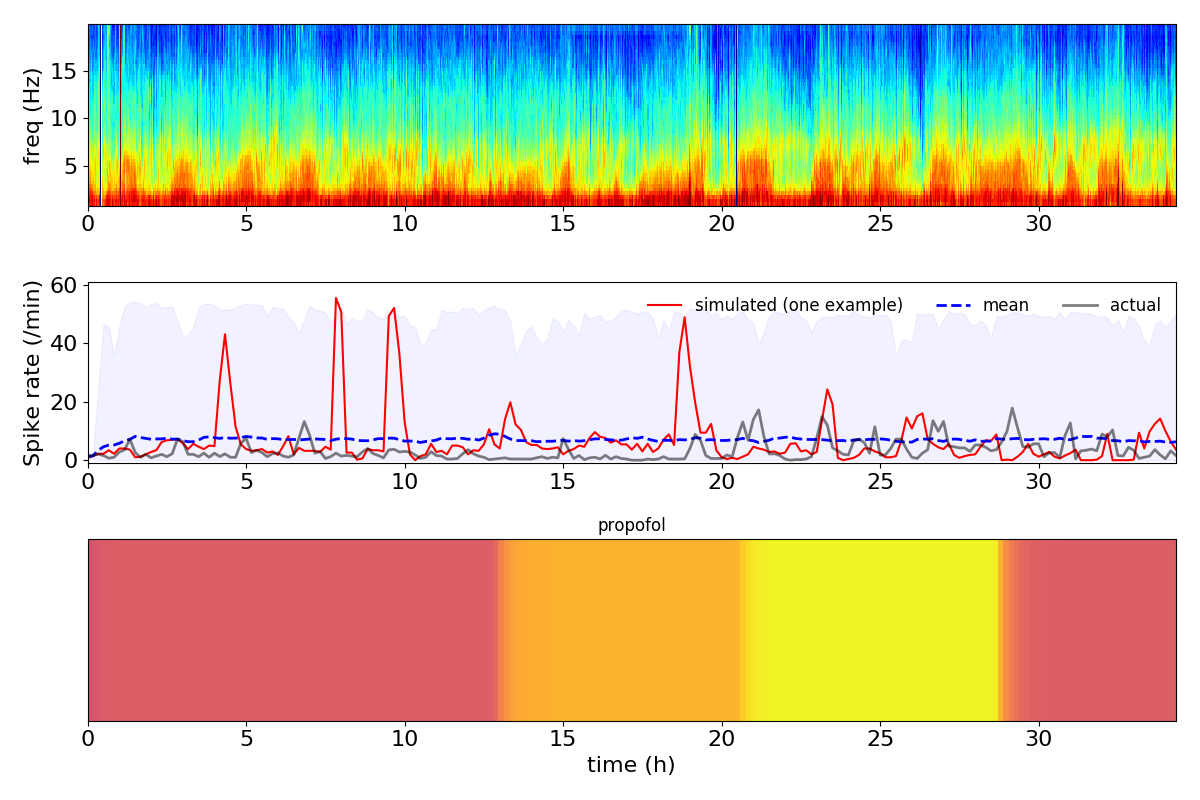 freq (Hz)
15
10
5
0 5 10 15 20 25 30
Spike rate (/min)
60
40
20
0
simulated (one example) mean actual
0 5 10 15 20 25 30
propofol
0 5 10 15 20 25 30
time (h)